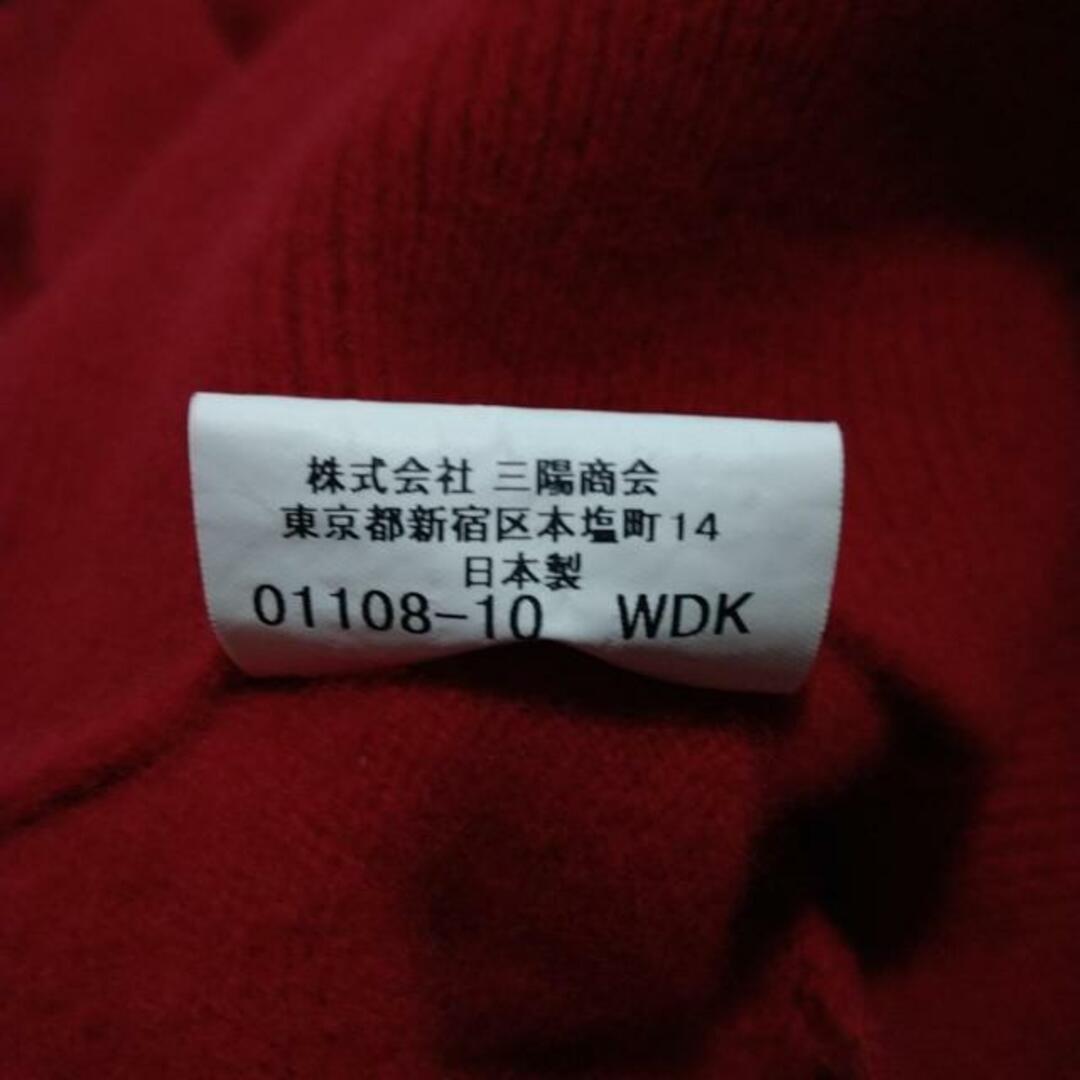 株式会社 三陽商会
東京都新宿区本塩町14
日本製
01108-10 WDK